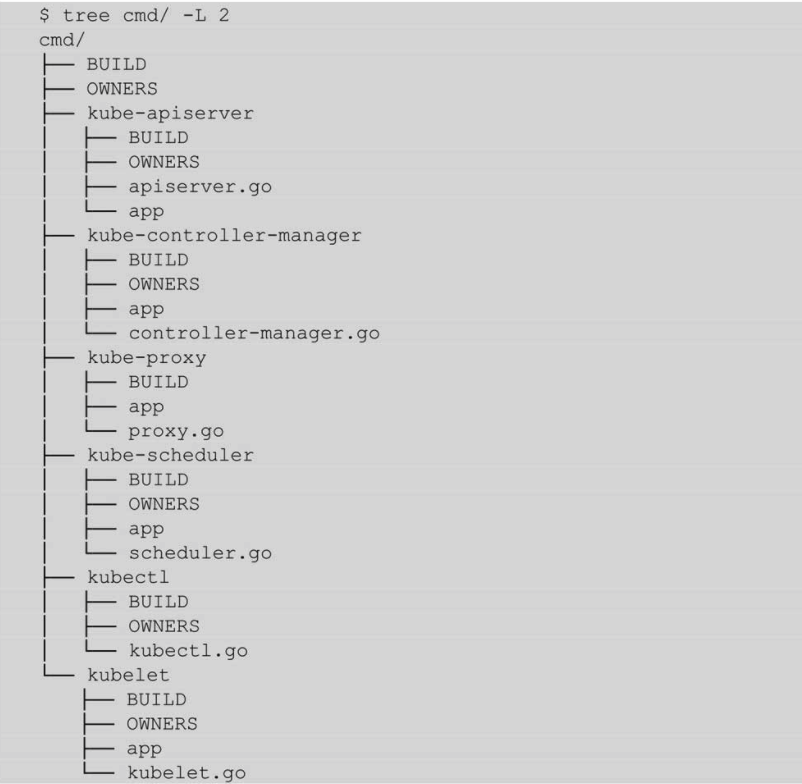 $ tree cmd/ -L 2
cmd/
├── BUILD
├── OWNERS
├── kube-apiserver
│   ├── BUILD
│   ├── OWNERS
│   ├── apiserver.go
│   └── app
├── kube-controller-manager
│   ├── BUILD
│   ├── OWNERS
│   ├── app
│   └── controller-manager.go
├── kube-proxy
│   ├── BUILD
│   ├── app
│   └── proxy.go
├── kube-scheduler
│   ├── BUILD
│   ├── OWNERS
│   ├── app
│   └── scheduler.go
├── kubectl
│   ├── BUILD
│   ├── OWNERS
│   └── kubectl.go
└── kubelet
    ├── BUILD
    ├── OWNERS
    ├── app
    └── kubelet.go